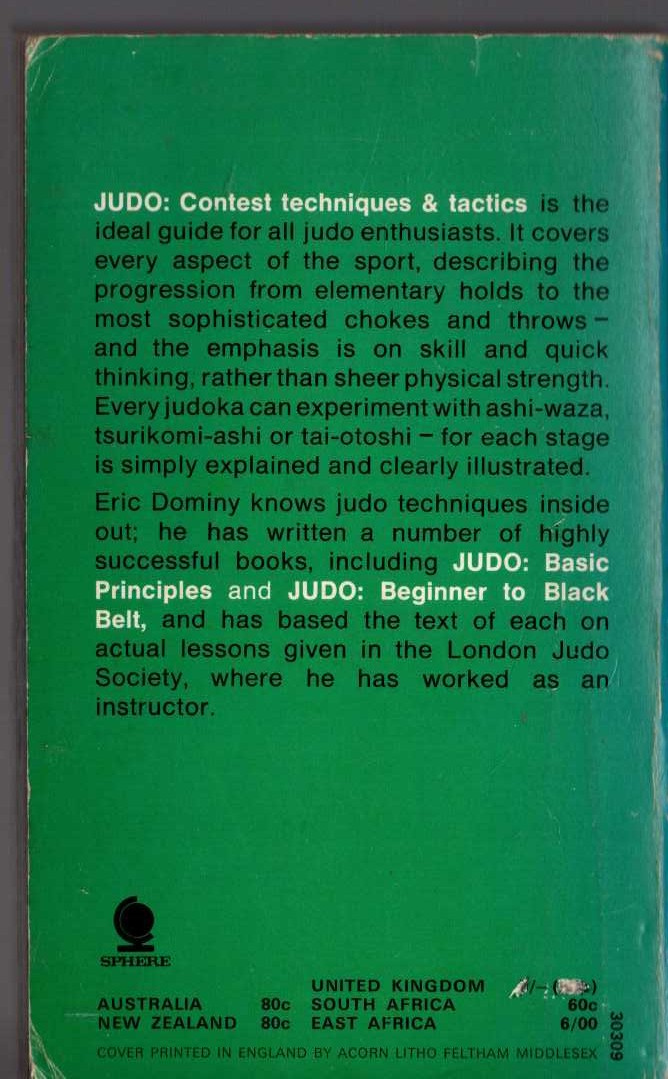 JUDO: Contest techniques & tactics is the
ideal guide for all judo enthusiasts. It covers
every aspect of the sport, describing the
progression from elementary holds to the
most sophisticated chokes and throws –
and the emphasis is on skill and quick
thinking, rather than sheer physical strength.
Every judoka can experiment with ashi-waza,
tsurikomi-ashi or tai-otoshi – for each stage
is simply explained and clearly illustrated.
Eric Dominy knows judo techniques inside
out; he has written a number of highly
successful books, including JUDO: Basic
Principles and JUDO: Beginner to Black
Belt, and has based the text of each on
actual lessons given in the London Judo
Society, where he has worked as an
instructor.
SPHERE
UNITED KINGDOM
AUSTRALIA 80c SOUTH AFRICA 60c
NEW ZEALAND 80c EAST AFRICA 6/00
COVER PRINTED IN ENGLAND BY ACORN LITHO FELTHAM MIDDLESEX
30309